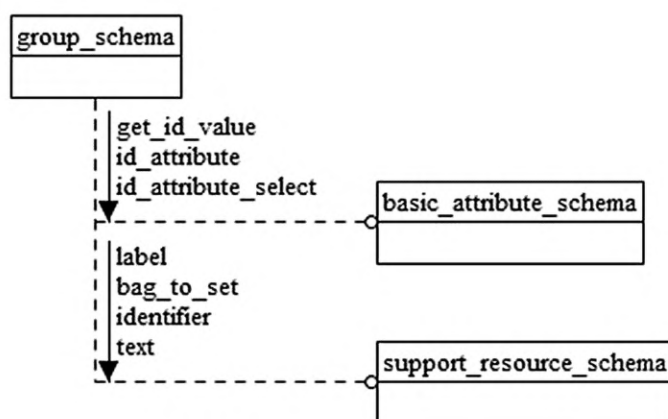 group_schema
get_id_value
id_attribute
id_attribute_select
basic_attribute_schema
label
bag_to_set
identifier
text
support_resource_schema